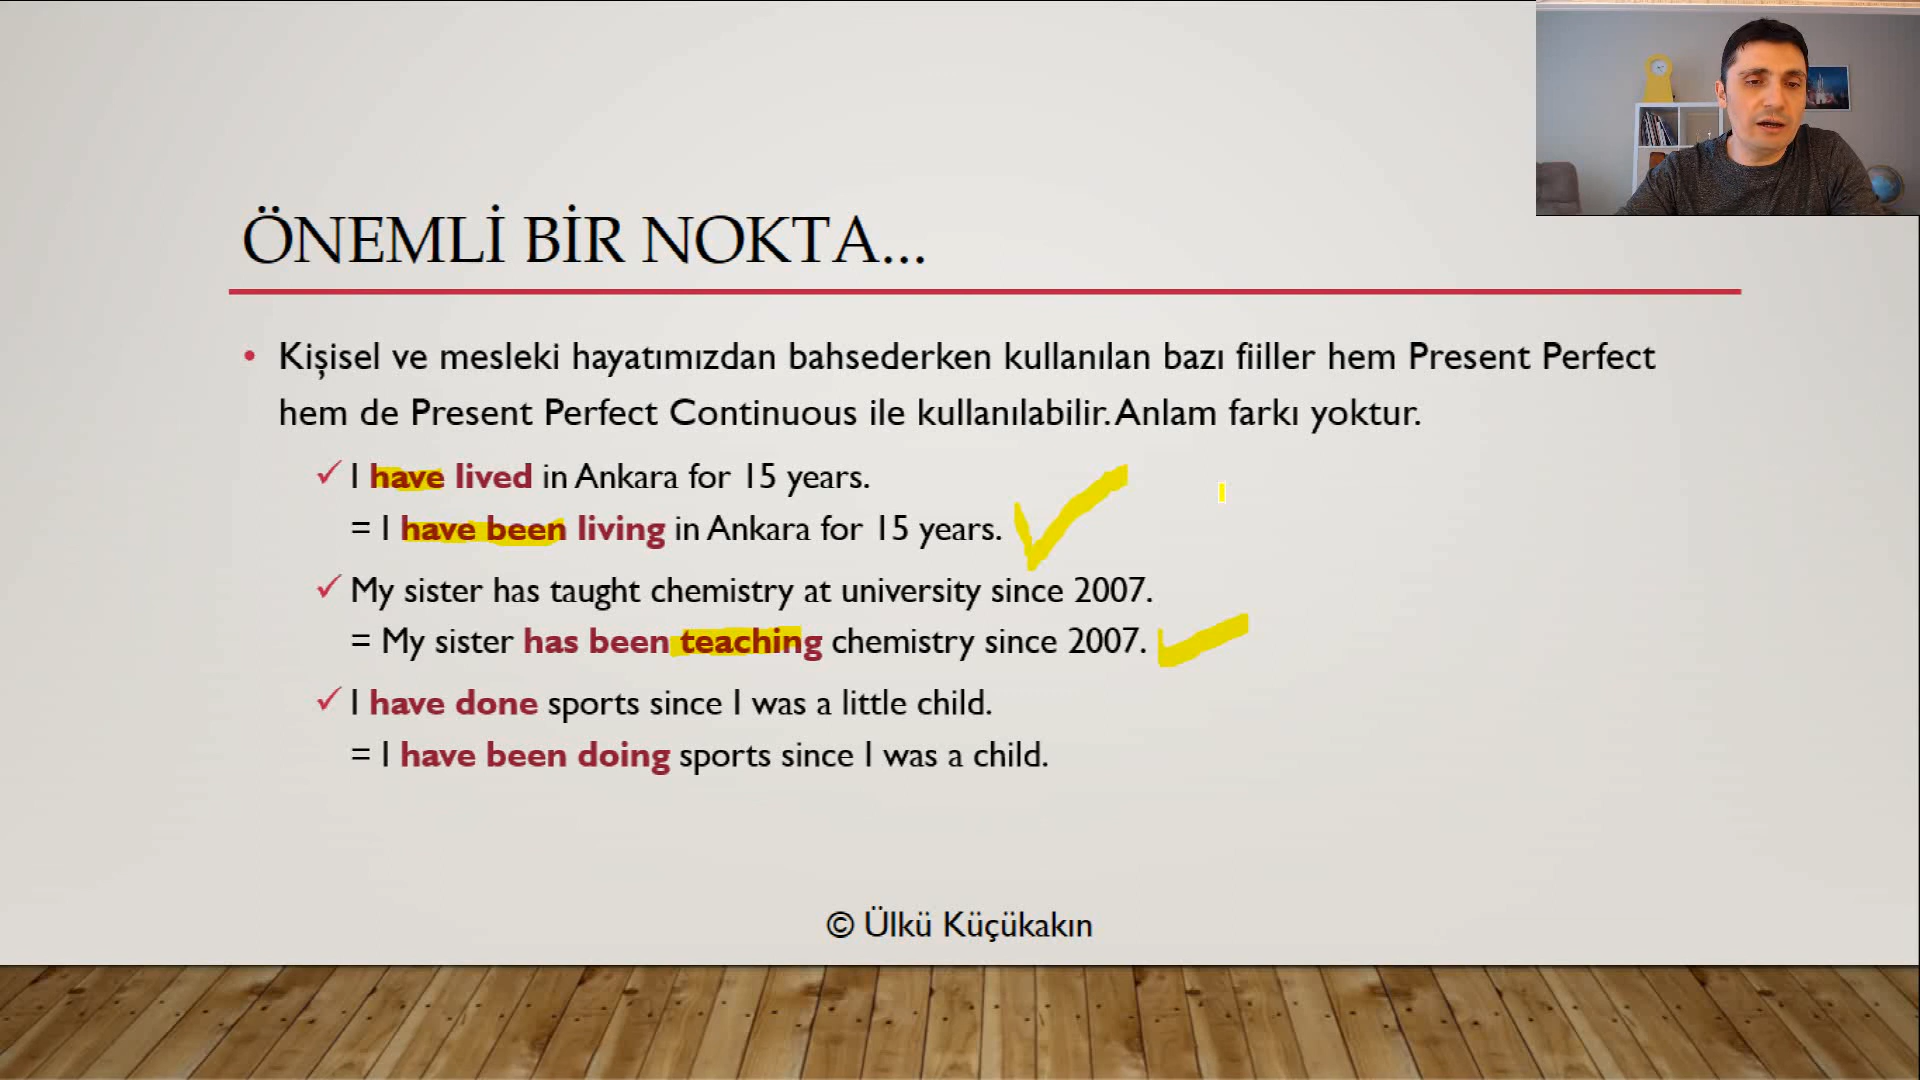 ÖNEMLİ BİR NOKTA...
• Kişisel ve mesleki hayatımızdan bahsederken kullanılan bazı fiiller hem Present Perfect
hem de Present Perfect Continuous ile kullanılabilir. Anlam farkı yoktur.
✓ I have lived in Ankara for 15 years.
= I have been living in Ankara for 15 years.
✓ My sister has taught chemistry at university since 2007.
= My sister has been teaching chemistry since 2007.
✓ I have done sports since I was a little child.
= I have been doing sports since I was a child.
© Ülkü Küçükakın